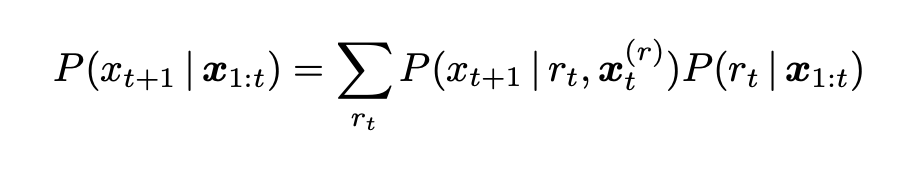 P(x_{t+1} | 𝒙_{1:t}) = ∑_{r_t} P(x_{t+1} | r_t, 𝒙_t^{(r)}) P(r_t | 𝒙_{1:t})